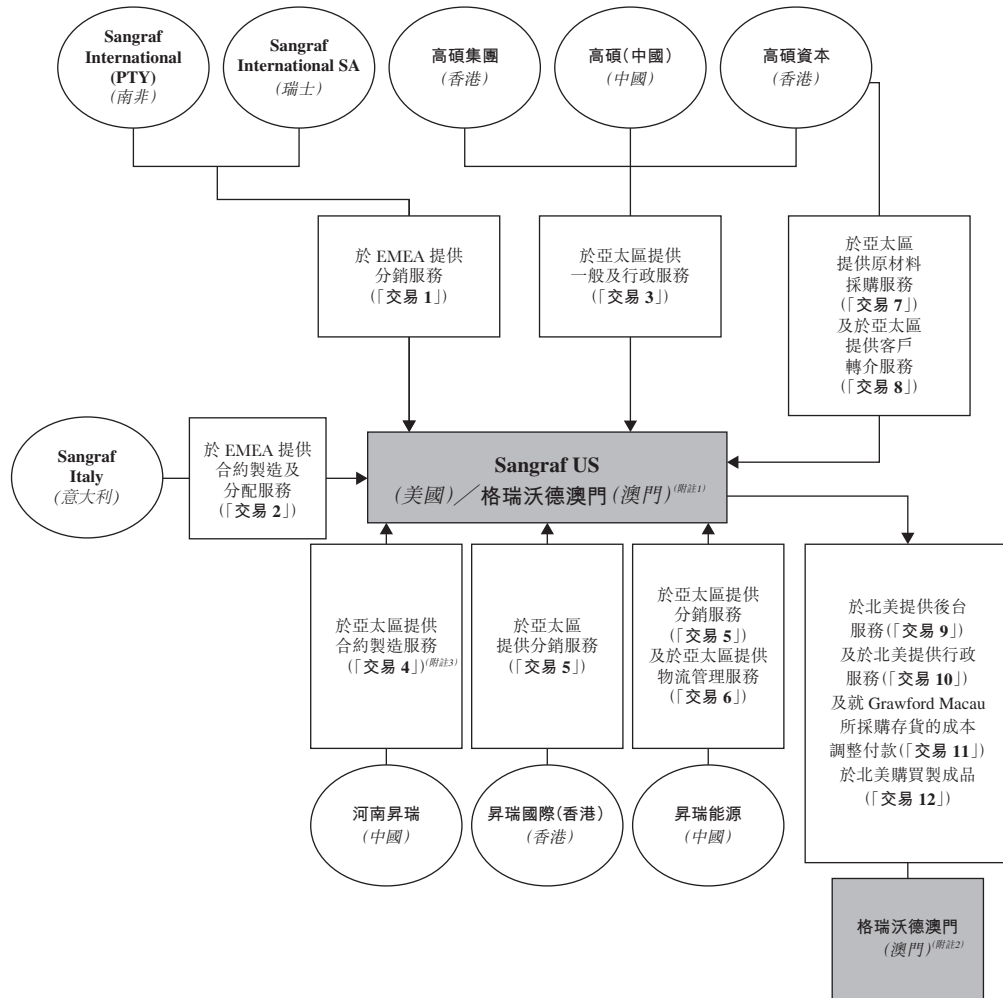 Sangraf
International
(PTY)
(南非)
Sangraf
International SA
(瑞士)
高碩集團
(香港)
高碩(中國)
(中國)
高碩資本
(香港)
於 EMEA 提供
分銷服務
(「交易 1」)
於亞太區提供
一般及行政服務
(「交易 3」)
於亞太區
提供原材料
採購服務
(「交易 7」)
及於亞太區
提供客戶
轉介服務
(「交易 8」)
Sangraf
Italy
(意大利)
於 EMEA 提供
合約製造及
分配服務
(「交易 2」)
Sangraf US
(美國)／格瑞沃德澳門(澳門)(附註1)
於亞太區提供
合約製造服務
(「交易 4」)(附註3)
於亞太區
提供分銷服務
(「交易 5」)
於亞太區提供
分銷服務
(「交易 5」)
及於亞太區提供
物流管理服務
(「交易 6」)
於北美提供後台
服務(「交易 9」)
及於北美提供行政
服務(「交易 10」)
及就 Grawford Macau
所採購存貨的成本
調整付款(「交易 11」)
於北美購買製成品
(「交易 12」)
河南昇瑞
(中國)
昇瑞國際(香港)
(香港)
昇瑞能源
(中國)
格瑞沃德澳門
(澳門)(附註2)